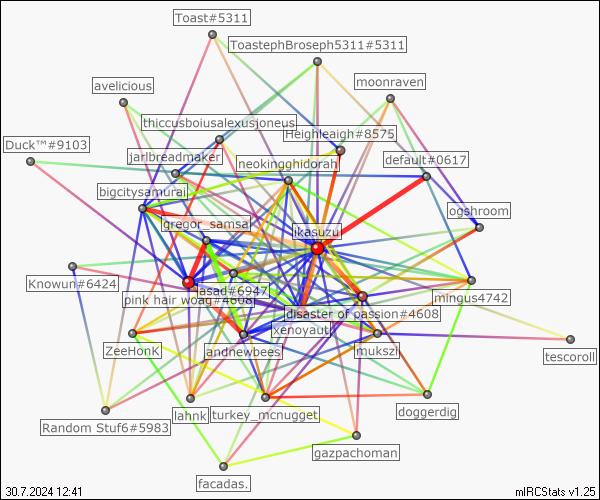 Toast#5311
ToastephBroseph5311#5311
moonraven
avelicious
thiccusboiusalexusjoneus
Heighleigh#8575
Duck™#9103
jarlbreadmaker
default#0617
neokingghidorah
bigcitysamurai
ogshroom
gregor_samsa
ikasuzu
Knowun#6424
jasad#6947
pink hair woag#4608
mingus4742
disaster of passion#4608
xenoyaut
ZeeHonK
andnewbees
mukszi
tescoroll
lahnk
turkey_mcnugget
doggerdig
Random Stuf6#5983
gazpachoman
facadas.
30.7.2024 12:41
mIRCStats v1.25